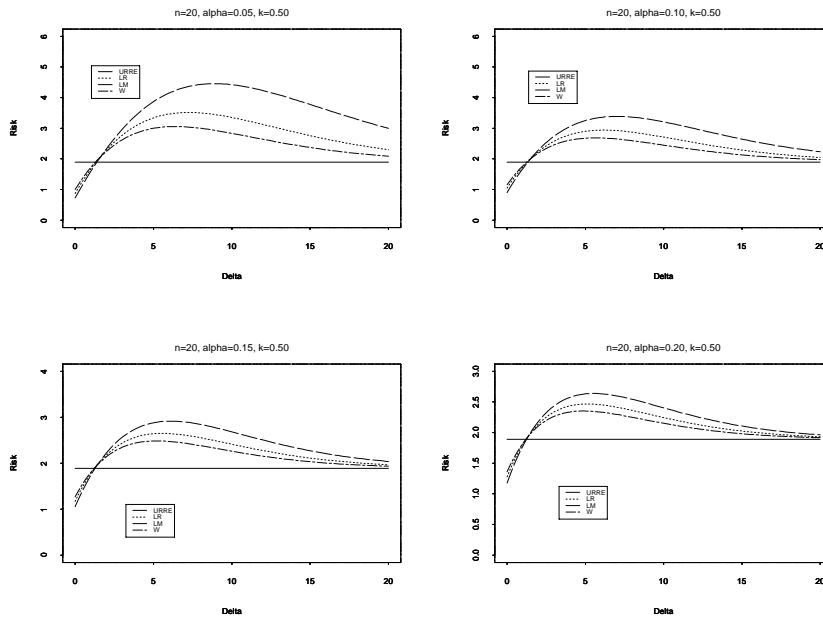 n=20, alpha=0.05, k=0.50
Risk
6
5
4
3
2
1
0
URRE
LR
LM
W
0 5 10 15 20
Delta
n=20, alpha=0.10, k=0.50
Risk
6
5
4
3
2
1
0
URRE
LR
LM
W
0 5 10 15 20
Delta
n=20, alpha=0.15, k=0.50
Risk
4
3
2
1
0
URRE
LR
LM
W
0 5 10 15 20
Delta
n=20, alpha=0.20, k=0.50
Risk
3.0
2.5
2.0
1.5
1.0
0.5
0.0
URRE
LR
LM
W
0 5 10 15 20
Delta